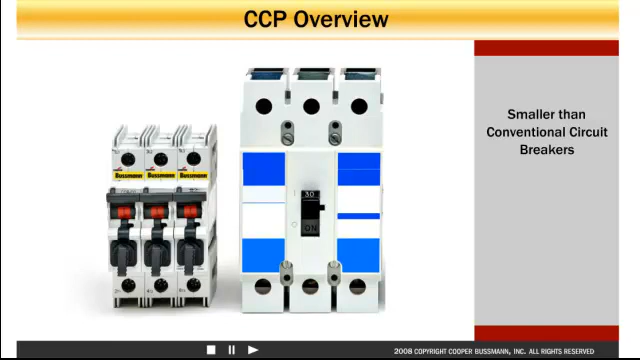 CCP Overview
Smaller than
Conventional Circuit
Breakers
BUSSMANN BUSSMANN BUSSMANN
30
ON
2008 COPYRIGHT COOPER BUSSMANN, INC. ALL RIGHTS RESERVED